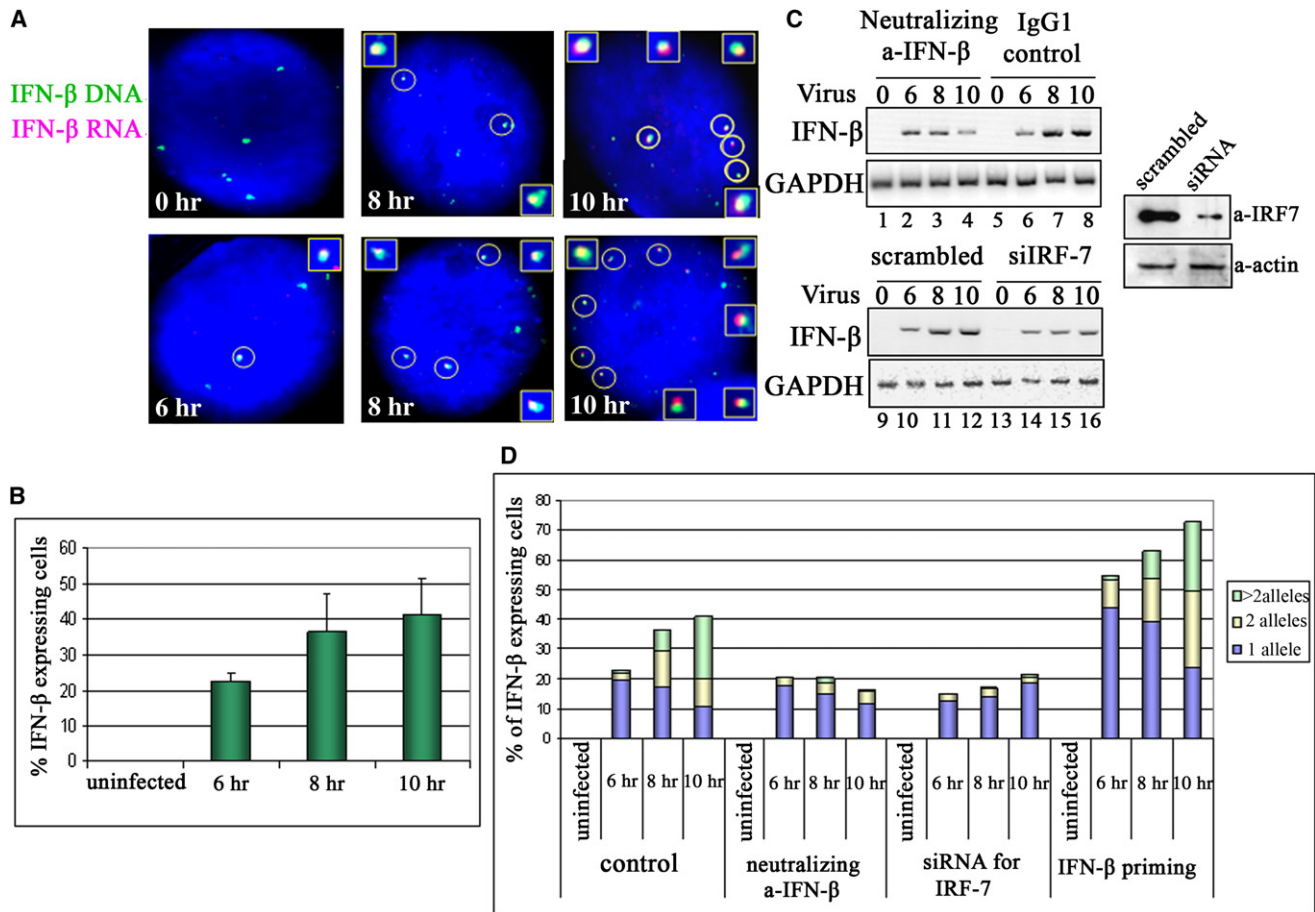 A
IFN-β DNA
IFN-β RNA
0 hr
8 hr
10 hr
6 hr
8 hr
10 hr
B
% IFN-β expressing cells
60
50
40
30
20
10
0
uninfected
6 hr
8 hr
10 hr
C
Neutralizing a-IFN-β
IgG1 control
Virus 0 6 8 10 0 6 8 10
IFN-β
GAPDH
1 2 3 4 5 6 7 8
scrambled
siIRF-7
Virus 0 6 8 10 0 6 8 10
IFN-β
GAPDH
9 10 11 12 13 14 15 16
scrambled
siRNA
a-IRF7
a-actin
D
% of IFN-β expressing cells
80
70
60
50
40
30
20
10
0
uninfected 6 hr 8 hr 10 hr
control
uninfected 6 hr 8 hr 10 hr
neutralizing a-IFN-β
uninfected 6 hr 8 hr 10 hr
siRNA for IRF-7
uninfected 6 hr 8 hr 10 hr
IFN-β priming
>2alleles
2 alleles
1 allele